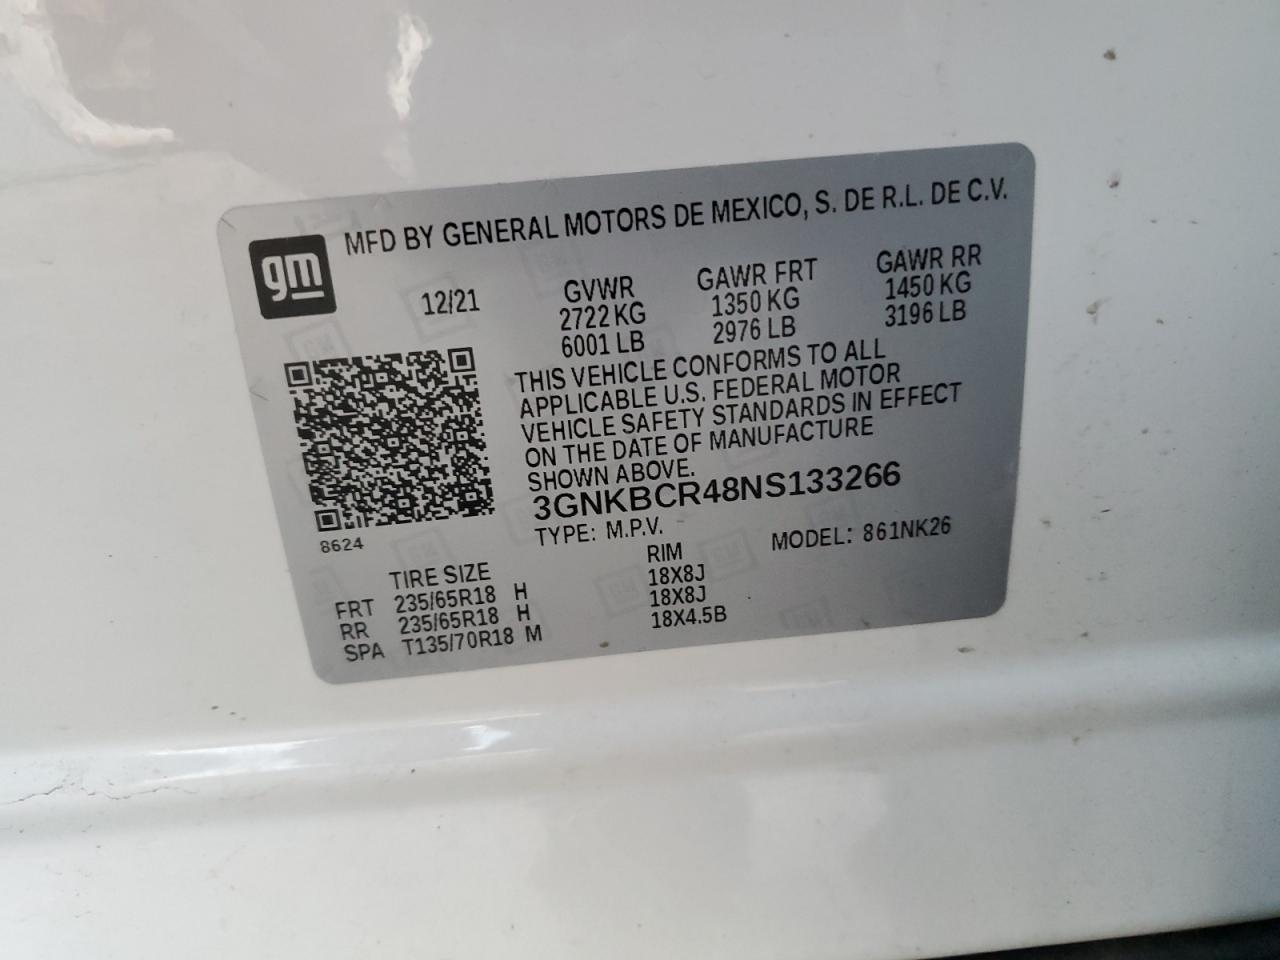 gm
MFD BY GENERAL MOTORS DE MEXICO, S. DE R.L. DE C.V.
12/21 GVWR GAWR FRT GAWR RR
2722 KG 1350 KG 1450 KG
6001 LB 2976 LB 3196 LB
THIS VEHICLE CONFORMS TO ALL
APPLICABLE U.S. FEDERAL MOTOR
VEHICLE SAFETY STANDARDS IN EFFECT
ON THE DATE OF MANUFACTURE
SHOWN ABOVE.
3GNKBCR48NS133266
8624
TYPE: M.P.V. MODEL: 861NK26
TIRE SIZE RIM
FRT 235/65R18 H 18X8J
RR 235/65R18 H 18X8J
SPA T135/70R18 M 18X4.5B